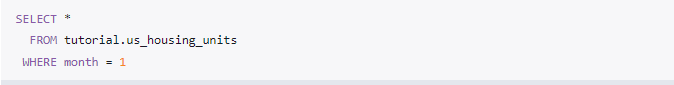 SELECT *
FROM tutorial.us_housing_units
WHERE month = 1